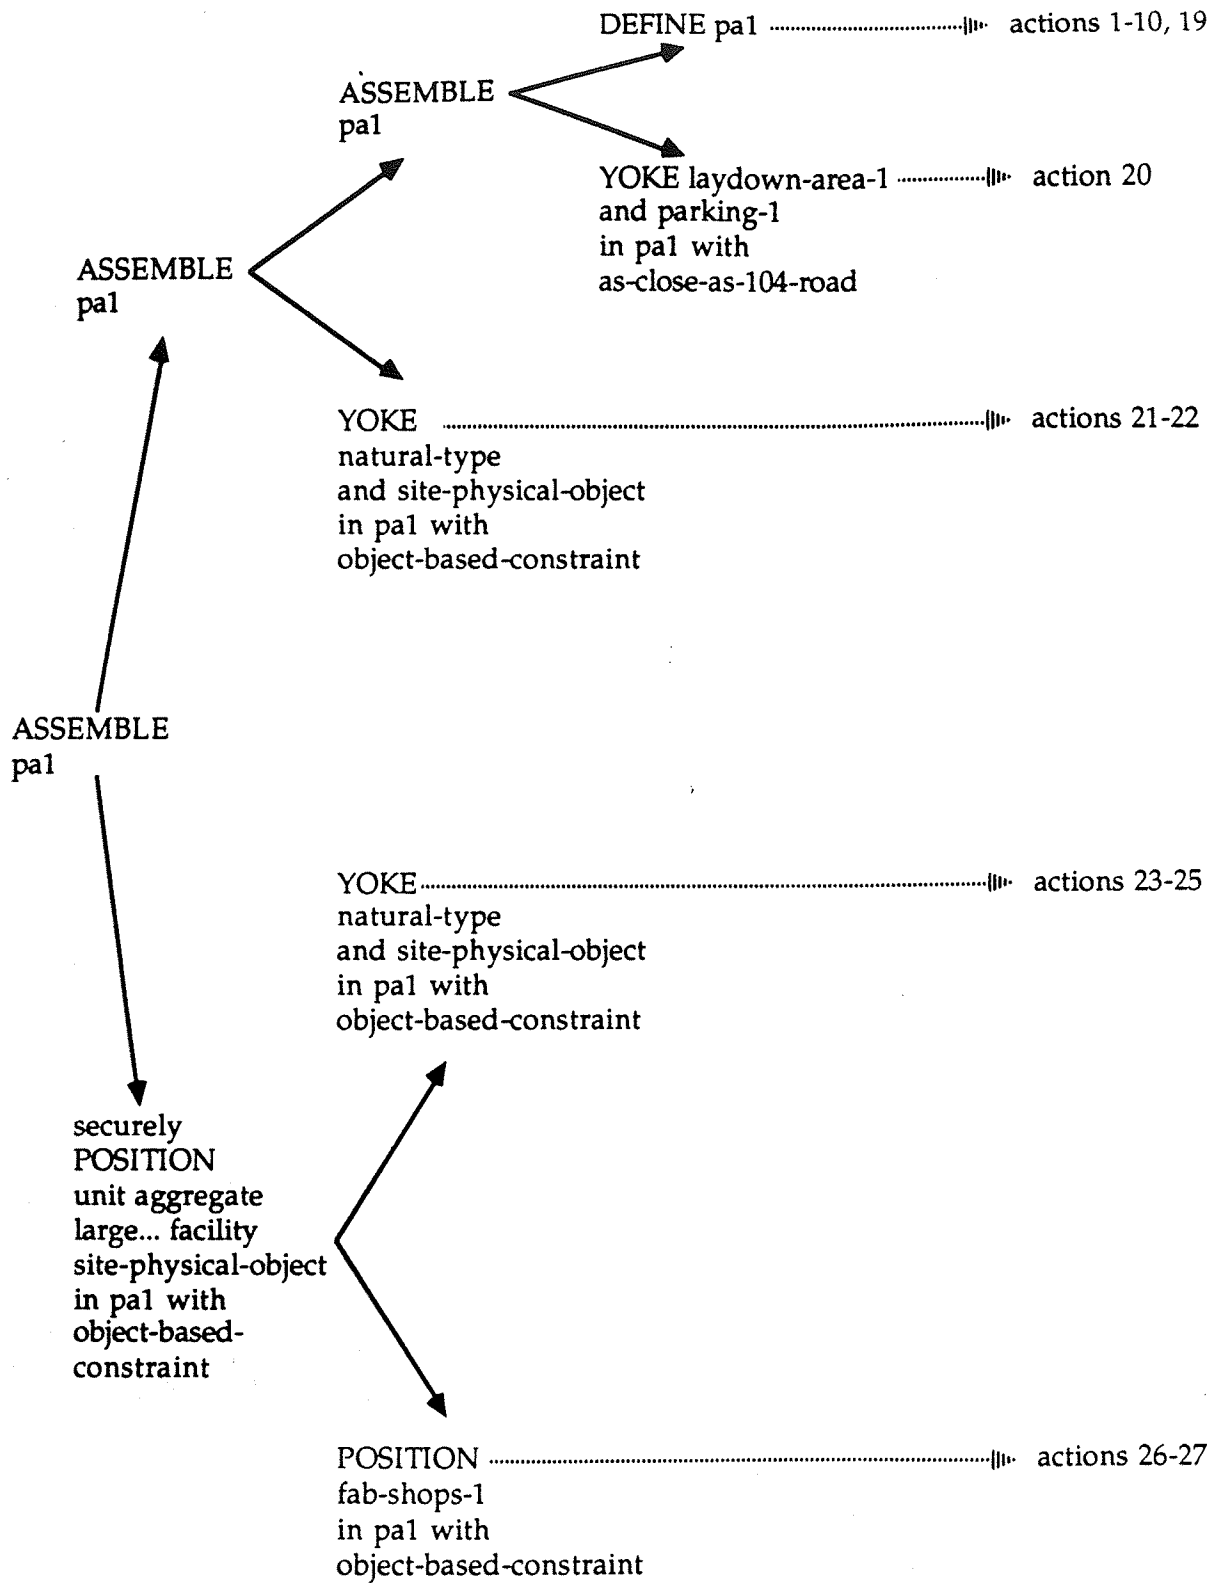 DEFINE pa1 actions 1-10, 19
ASSEMBLE
pa1
YOKE laydown-area-1 action 20
and parking-1
in pa1 with
as-close-as-104-road
ASSEMBLE
pa1
YOKE actions 21-22
natural-type
and site-physical-object
in pa1 with
object-based-constraint
ASSEMBLE
pa1
YOKE actions 23-25
natural-type
and site-physical-object
in pa1 with
object-based-constraint
securely
POSITION
unit aggregate
large... facility
site-physical-object
in pa1 with
object-based-
constraint
POSITION actions 26-27
fab-shops-1
in pa1 with
object-based-constraint